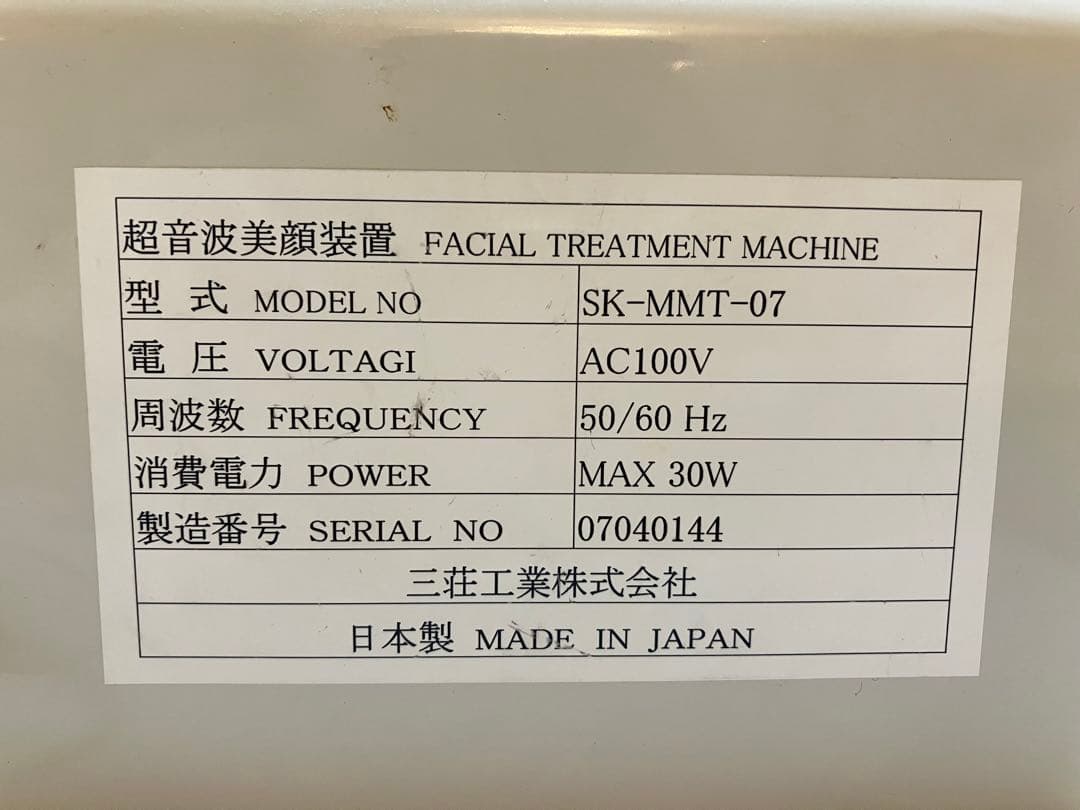 超音波美顔装置 FACIAL TREATMENT MACHINE
型 式 MODEL NO SK-MMT-07
電 圧 VOLTAGI AC100V
周波数 FREQUENCY 50/60 Hz
消費電力 POWER MAX 30W
製造番号 SERIAL NO 07040144
三荘工業株式会社
日本製 MADE IN JAPAN